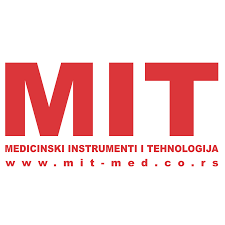 MIT
MEDICINSKI INSTRUMENTI I TEHNOLOGIJA
www.mit-med.co.rs